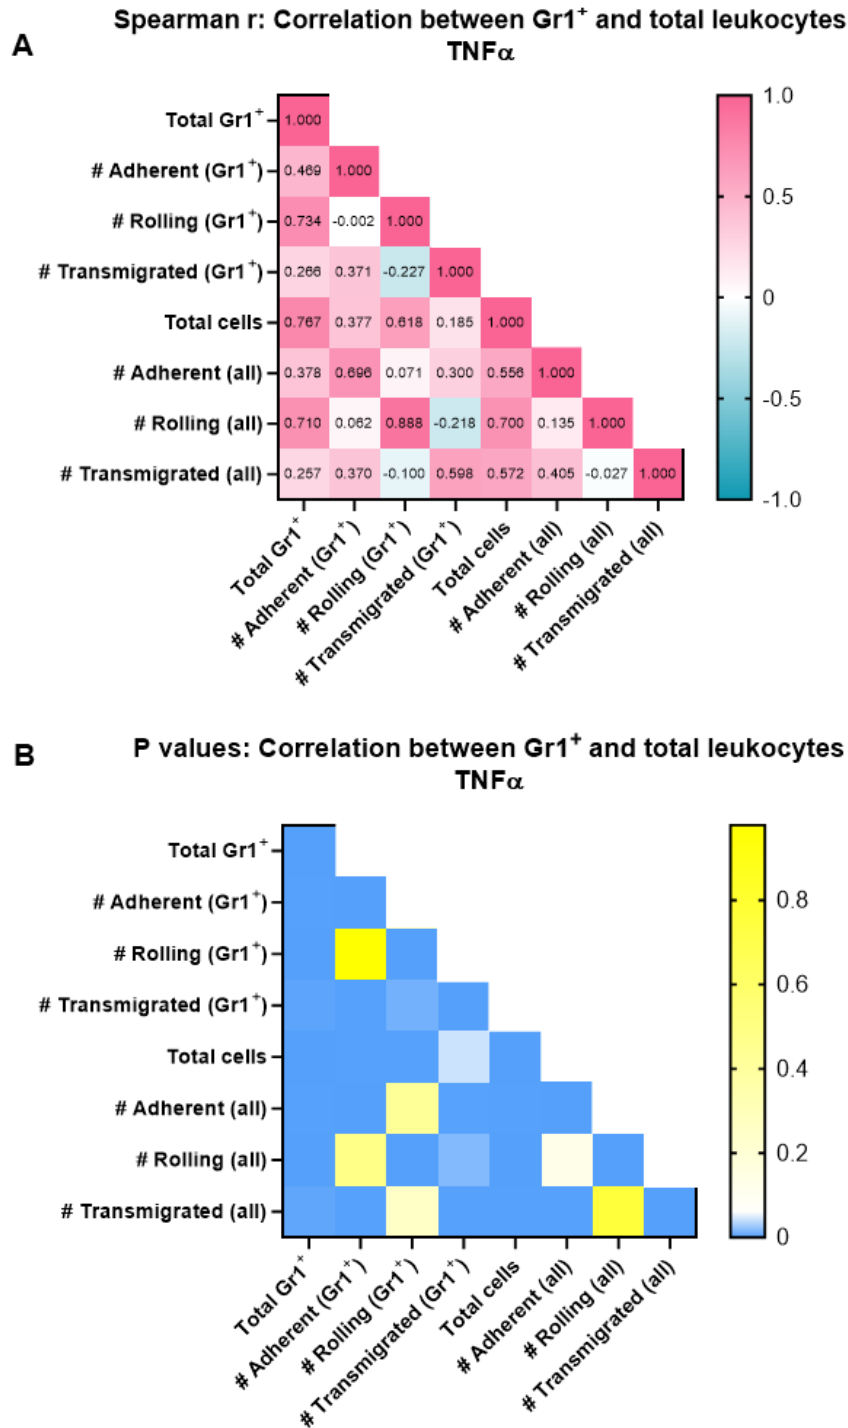 A
Spearman r: Correlation between Gr1⁺ and total leukocytes
TNFα
Total Gr1⁺ 1.000
# Adherent (Gr1⁺) 0.469 1.000
# Rolling (Gr1⁺) 0.734 -0.002 1.000
# Transmigrated (Gr1⁺) 0.266 0.371 -0.227 1.000
Total cells 0.767 0.377 0.618 0.185 1.000
# Adherent (all) 0.378 0.696 0.071 0.300 0.556 1.000
# Rolling (all) 0.710 0.062 0.888 -0.218 0.700 0.135 1.000
# Transmigrated (all) 0.257 0.370 -0.100 0.598 0.572 0.405 -0.027 1.000
1.0
0.5
0
-0.5
-1.0
Total Gr1⁺
# Adherent (Gr1⁺)
# Rolling (Gr1⁺)
# Transmigrated (Gr1⁺)
Total cells
# Adherent (all)
# Rolling (all)
# Transmigrated (all)
B
P values: Correlation between Gr1⁺ and total leukocytes
TNFα
Total Gr1⁺
# Adherent (Gr1⁺)
# Rolling (Gr1⁺)
# Transmigrated (Gr1⁺)
Total cells
# Adherent (all)
# Rolling (all)
# Transmigrated (all)
0.8
0.6
0.4
0.2
0
Total Gr1⁺
# Adherent (Gr1⁺)
# Rolling (Gr1⁺)
# Transmigrated (Gr1⁺)
Total cells
# Adherent (all)
# Rolling (all)
# Transmigrated (all)